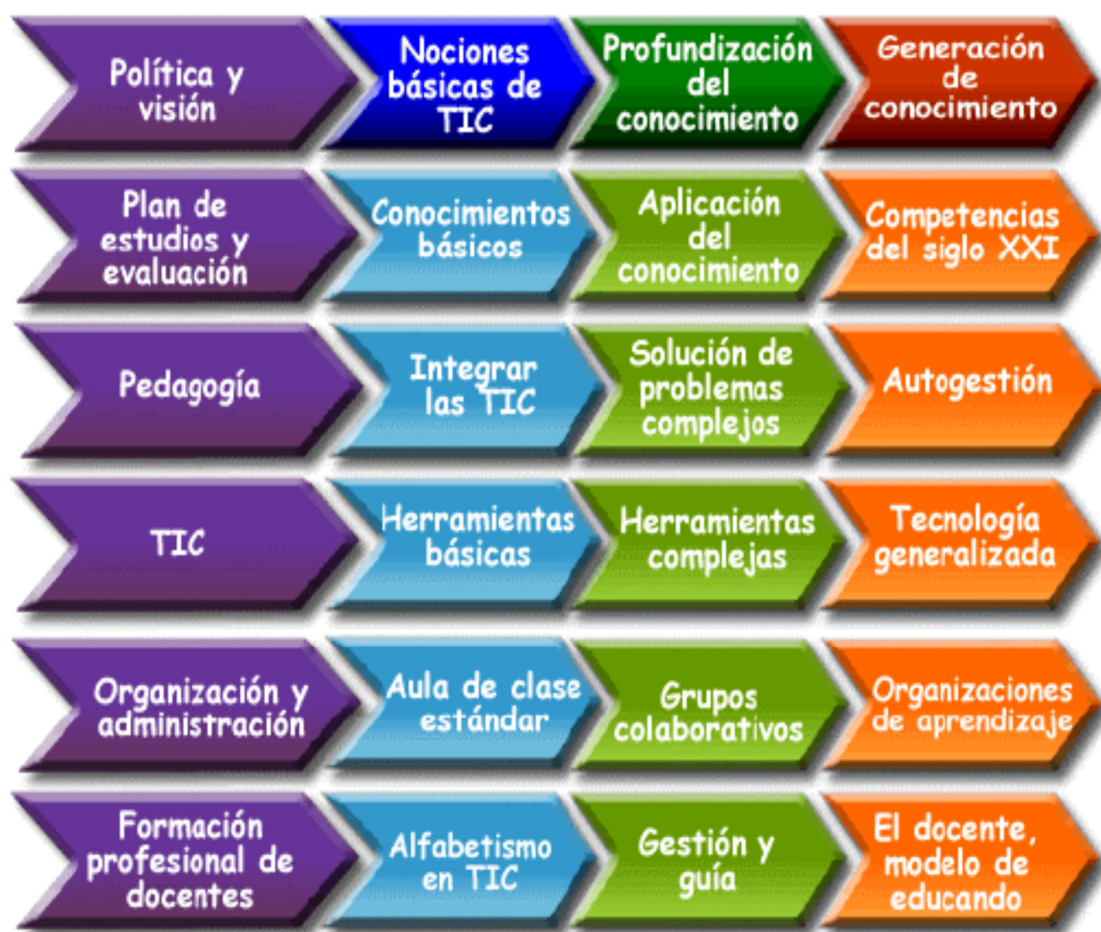 Política y
visión
Nociones
básicas de
TIC
Profundización
del
conocimiento
Generación
de
conocimiento
Plan de
estudios y
evaluación
Conocimientos
básicos
Aplicación
del
conocimiento
Competencias
del siglo XXI
Pedagogía
Integrar
las TIC
Solución de
problemas
complejos
Autogestión
TIC
Herramientas
básicas
Herramientas
complejas
Tecnología
generalizada
Organización y
administración
Aula de clase
estándar
Grupos
colaborativos
Organizaciones
de aprendizaje
Formación
profesional de
docentes
Alfabetismo
en TIC
Gestión y
guía
El docente,
modelo de
educando